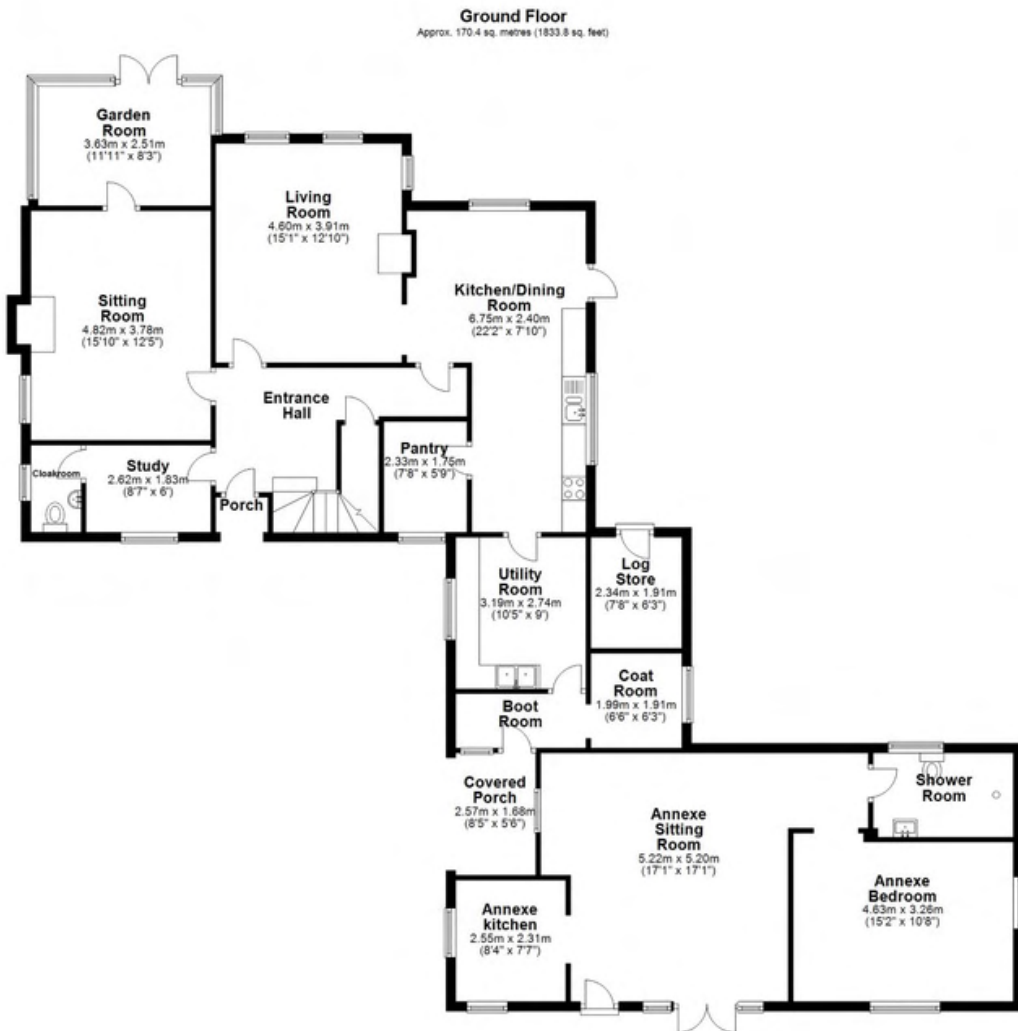 Ground Floor
Approx. 170.4 sq. metres (1833.8 sq. feet)
Garden
Room
3.63m x 2.51m
(11'11" x 8'3")
Living
Room
4.60m x 3.91m
(15'1" x 12'10")
Kitchen/Dining
Room
6.75m x 2.40m
(22'2" x 7'10")
Sitting
Room
4.82m x 3.78m
(15'10" x 12'5")
Entrance
Hall
Pantry
2.33m x 1.75m
(7'8" x 5'9")
Cloakroom
Study
2.62m x 1.83m
(8'7" x 6')
Porch
Utility
Room
3.19m x 2.74m
(10'5" x 9')
Log
Store
2.34m x 1.91m
(7'8" x 6'3")
Coat
Room
1.99m x 1.91m
(6'6" x 6'3")
Boot
Room
Covered
Porch
2.57m x 1.68m
(8'5" x 5'6")
Annexe
Sitting
Room
5.22m x 5.20m
(17'1" x 17'1")
Shower
Room
Annexe
Bedroom
4.63m x 3.26m
(15'2" x 10'8")
Annexe
kitchen
2.55m x 2.31m
(8'4" x 7'7")